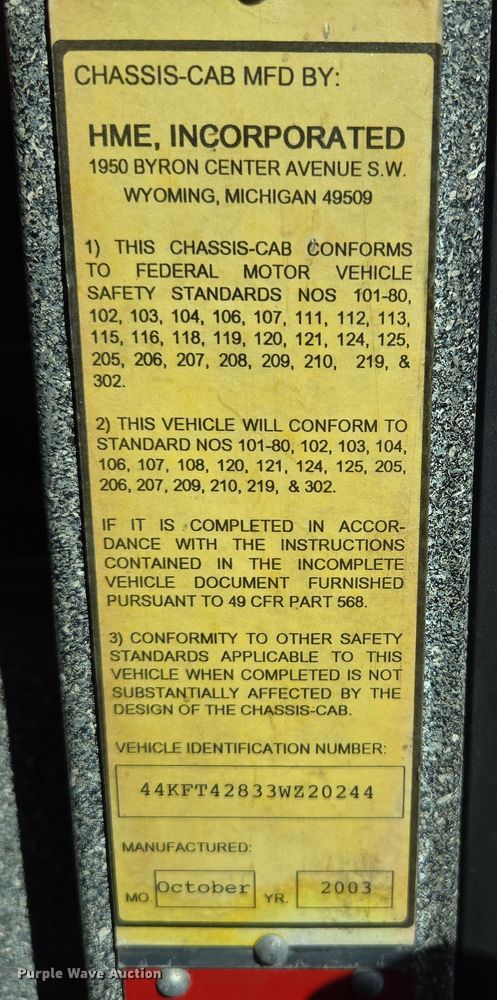 CHASSIS-CAB MFD BY:
HME, INCORPORATED
1950 BYRON CENTER AVENUE S.W.
WYOMING, MICHIGAN 49509
1) THIS CHASSIS-CAB CONFORMS
TO FEDERAL MOTOR VEHICLE
SAFETY STANDARDS NOS 101-80,
102, 103, 104, 106, 107, 111, 112, 113,
115, 116, 118, 119, 120, 121, 124, 125,
205, 206, 207, 208, 209, 210, 219, &
302.
2) THIS VEHICLE WILL CONFORM TO
STANDARD NOS 101-80, 102, 103, 104,
106, 107, 108, 120, 121, 124, 125, 205,
206, 207, 209, 210, 219, & 302.
IF IT IS COMPLETED IN ACCOR-
DANCE WITH THE INSTRUCTIONS
CONTAINED IN THE INCOMPLETE
VEHICLE DOCUMENT FURNISHED
PURSUANT TO 49 CFR PART 568.
3) CONFORMITY TO OTHER SAFETY
STANDARDS APPLICABLE TO THIS
VEHICLE WHEN COMPLETED IS NOT
SUBSTANTIALLY AFFECTED BY THE
DESIGN OF THE CHASSIS-CAB.
VEHICLE IDENTIFICATION NUMBER:
44KFT42833WZ20244
MANUFACTURED:
MO. October YR. 2003
Purple Wave Auction